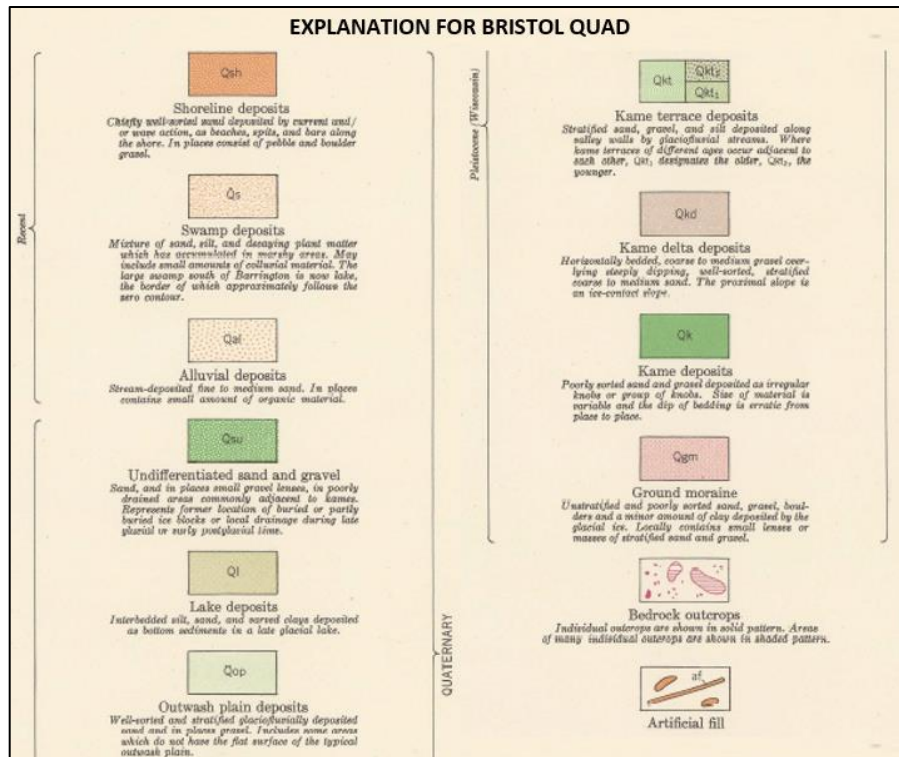 EXPLANATION FOR BRISTOL QUAD
Recent
Qsh
Shoreline deposits
Chiefly well-sorted sand deposited by current and/
or wave action, as beaches, spits, and bars along
the shore. In places consist of pebble and boulder
gravel.
Qs
Swamp deposits
Mixture of sand, silt, and decaying plant matter
which has accumulated in marshy areas. May
include small amounts of colluvial material. The
large swamp south of Barrington is now lake,
the border of which approximately follows the
zero contour.
Qal
Alluvial deposits
Stream-deposited fine to medium sand. In places
contains small amount of organic material.
Qsu
Undifferentiated sand and gravel
Sand, and in places small gravel lenses, in poorly
drained areas commonly adjacent to kames.
Represents former location of buried or partly
buried ice blocks or local drainage during late
glacial or early postglacial time.
Ql
Lake deposits
Interbedded silt, sand, and varved clays deposited
as bottom sediments in a late glacial lake.
Qop
Outwash plain deposits
Well-sorted and stratified glaciofluvially deposited
sand and in places gravel. Includes some areas
which do not have the flat surface of the typical
outwash plain.
QUATERNARY
Pleistocene (Wisconsin)
Qkt
Qkt₂
Qkt₁
Kame terrace deposits
Stratified sand, gravel, and silt deposited along
valley walls by glaciofluvial streams. Where
kame terraces of different ages occur adjacent to
each other, Qkt₁ designates the older, Qkt₂, the
younger.
Qkd
Kame delta deposits
Horizontally bedded, coarse to medium gravel over-
lying steeply dipping, well-sorted, stratified
coarse to medium sand. The proximal slope is
an ice-contact slope.
Qk
Kame deposits
Poorly sorted sand and gravel deposited as irregular
knobs or group of knobs. Size of material is
variable and the dip of bedding is erratic from
place to place.
Qgm
Ground moraine
Unstratified and poorly sorted sand, gravel, boul-
ders and a minor amount of clay deposited by the
glacial ice. Locally contains small lenses or
masses of stratified sand and gravel.
Bedrock outcrops
Individual outcrops are shown in solid pattern. Areas
of many individual outcrops are shown in shaded pattern.
af
Artificial fill